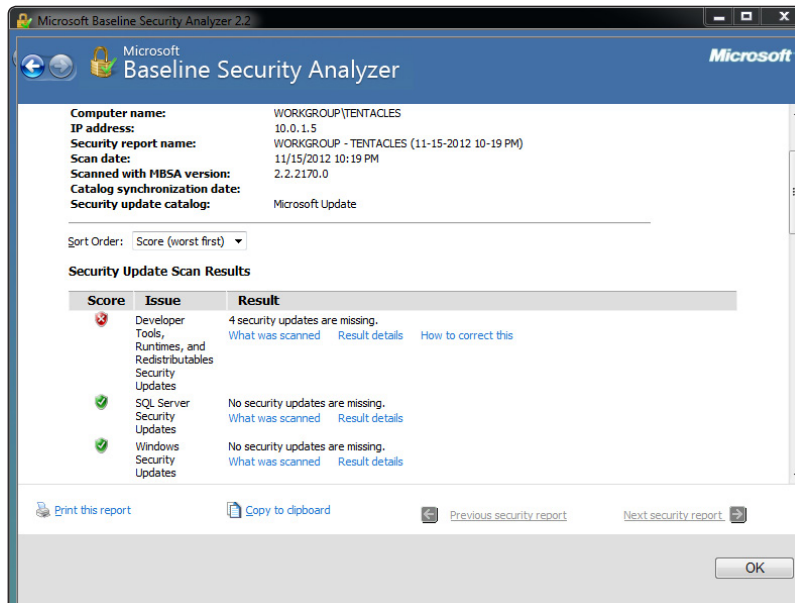 Microsoft Baseline Security Analyzer 2.2
Microsoft
Baseline Security Analyzer
Microsoft
Computer name: WORKGROUP\TENTACLES
IP address: 10.0.1.5
Security report name: WORKGROUP - TENTACLES (11-15-2012 10-19 PM)
Scan date: 11/15/2012 10:19 PM
Scanned with MBSA version: 2.2.2170.0
Catalog synchronization date:
Security update catalog: Microsoft Update
Sort Order: Score (worst first)
Security Update Scan Results
Score Issue Result
Developer 4 security updates are missing.
Tools, What was scanned Result details How to correct this
Runtimes, and
Redistributables
Security
Updates
SQL Server No security updates are missing.
Security What was scanned Result details
Updates
Windows No security updates are missing.
Security What was scanned Result details
Updates
Print this report Copy to clipboard Previous security report Next security report
OK